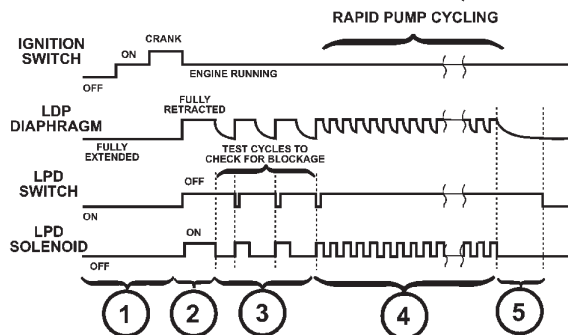 RAPID PUMP CYCLING
IGNITION
SWITCH
OFF
ON
CRANK
ENGINE RUNNING
LDP
DIAPHRAGM
FULLY
EXTENDED
FULLY
RETRACTED
TEST CYCLES TO
CHECK FOR BLOCKAGE
LPD
SWITCH
ON
OFF
LPD
SOLENOID
OFF
ON
1
2
3
4
5